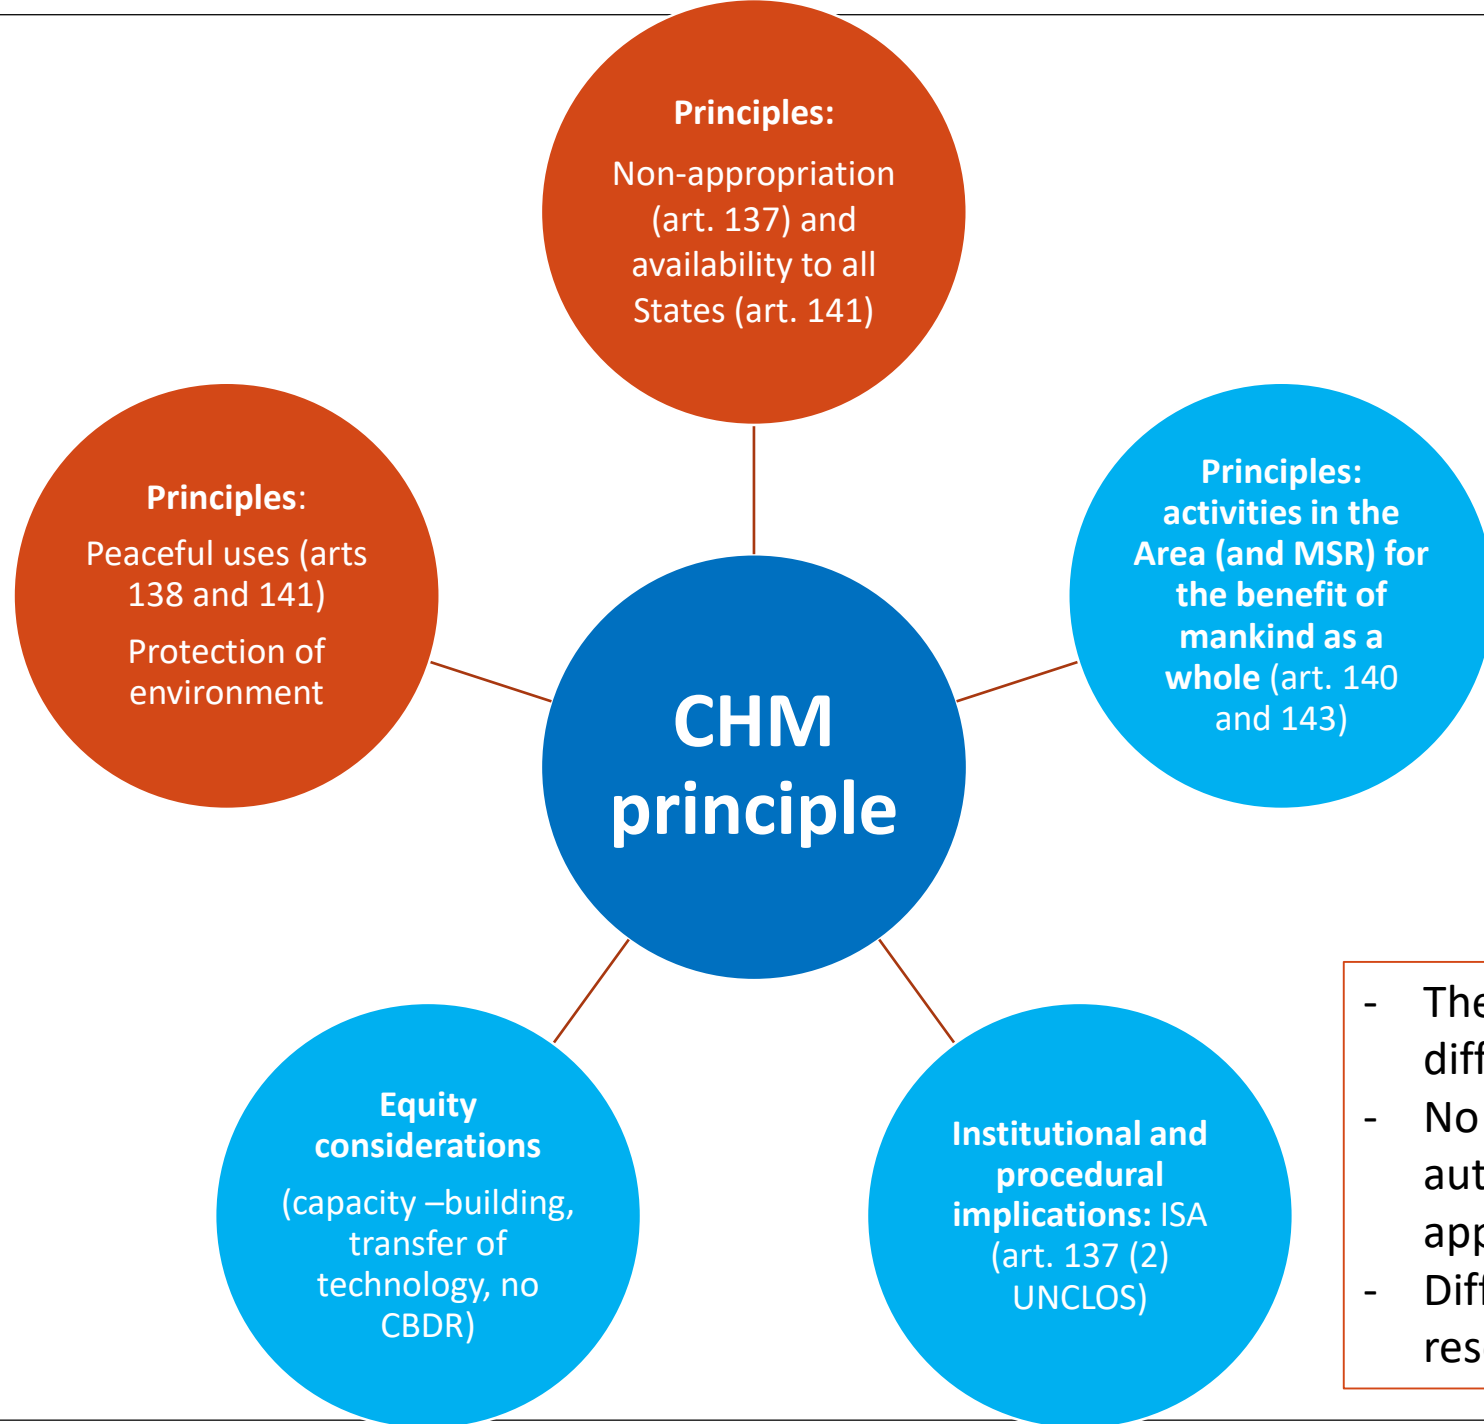 Principles:
Non-appropriation
(art. 137) and
availability to all
States (art. 141)
Principles:
Peaceful uses (arts
138 and 141)
Protection of
environment
Principles:
activities in the
Area (and MSR) for
the benefit of
mankind as a
whole (art. 140
and 143)
CHM
principle
Equity
considerations
(capacity –building,
transfer of
technology, no
CBDR)
Institutional and
procedural
implications: ISA
(art. 137 (2)
UNCLOS)
-
- No
-